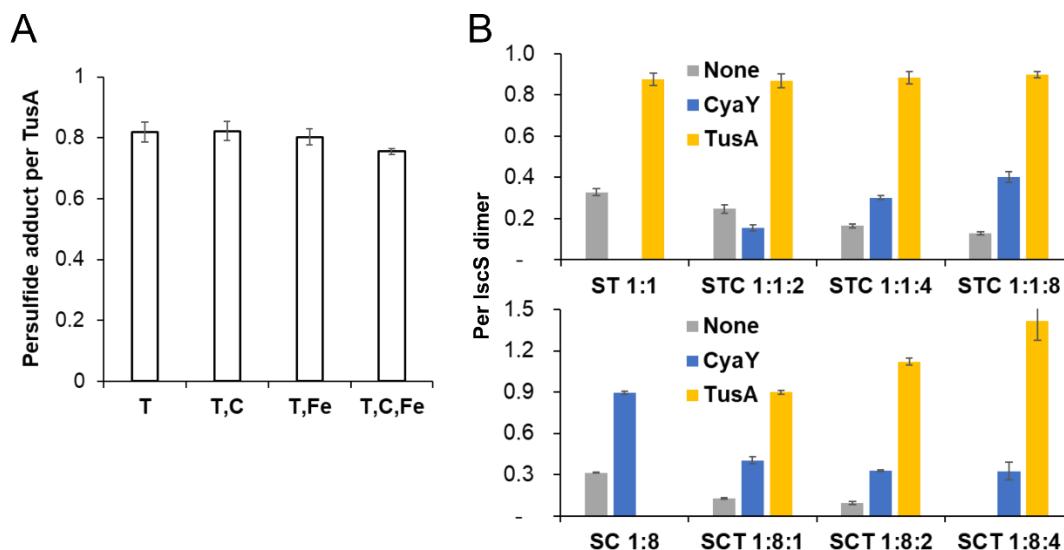 A
Persulfide adduct per TusA
1
0.8
0.6
0.4
0.2
0
T
T,C
T,Fe
T,C,Fe
B
Per IscS dimer
1.0
0.8
0.6
0.4
0.2
-
None
CyaY
TusA
ST 1:1
STC 1:1:2
STC 1:1:4
STC 1:1:8
1.5
1.2
0.9
0.6
0.3
-
None
CyaY
TusA
SC 1:8
SCT 1:8:1
SCT 1:8:2
SCT 1:8:4